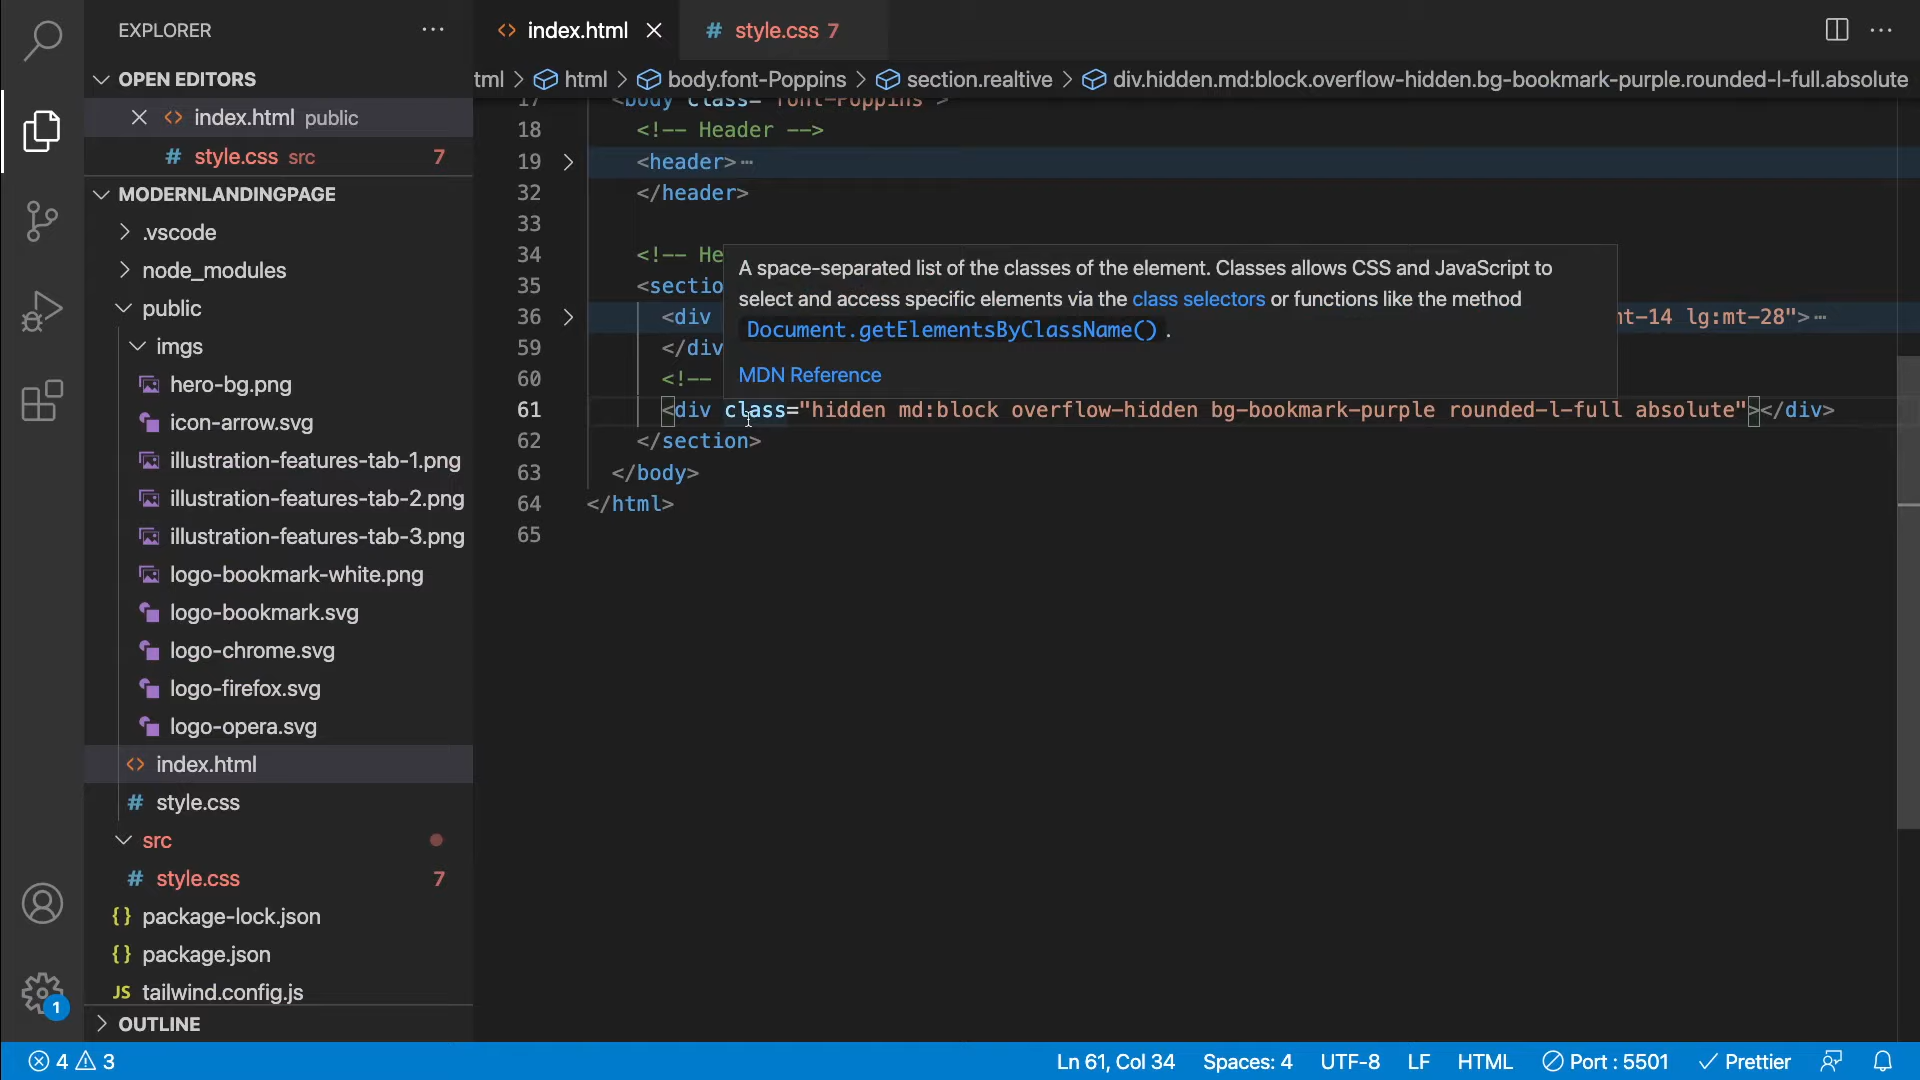 EXPLORER
OPEN EDITORS
index.html public
style.css src 7
MODERNLANDINGPAGE
.vscode
node_modules
public
imgs
hero-bg.png
icon-arrow.svg
illustration-features-tab-1.png
illustration-features-tab-2.png
illustration-features-tab-3.png
logo-bookmark-white.png
logo-bookmark.svg
logo-chrome.svg
logo-firefox.svg
logo-opera.svg
index.html
style.css
src
style.css 7
package-lock.json
package.json
JS tailwind.config.js
OUTLINE
index.html
style.css 7
tml > html > body.font-Poppins > section.realtive > div.hidden.md:block.overflow-hidden.bg-bookmark-purple.rounded-l-full.absolute
17 <body class="font-Poppins">
18 <!-- Header -->
19 <header>
32 </header>
33
34 <!-- He
35 <sectio
36 <div nt-14 lg:mt-28">
59 </div
60 <!--
61 <div class="hidden md:block overflow-hidden bg-bookmark-purple rounded-l-full absolute"></div>
62 </section>
63 </body>
64 </html>
65
A space-separated list of the classes of the element. Classes allows CSS and JavaScript to
select and access specific elements via the class selectors or functions like the method
Document.getElementsByClassName() .
MDN Reference
1
4 3
Ln 61, Col 34 Spaces: 4 UTF-8 LF HTML Port : 5501 Prettier